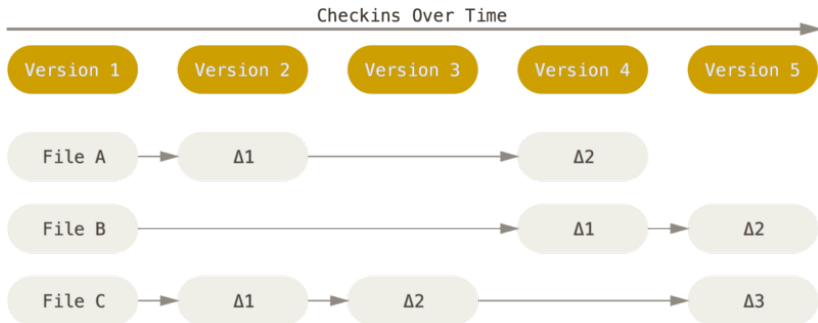 Checkins Over Time
Version 1 Version 2 Version 3 Version 4 Version 5
File A Δ1 Δ2
File B Δ1 Δ2
File C Δ1 Δ2 Δ3